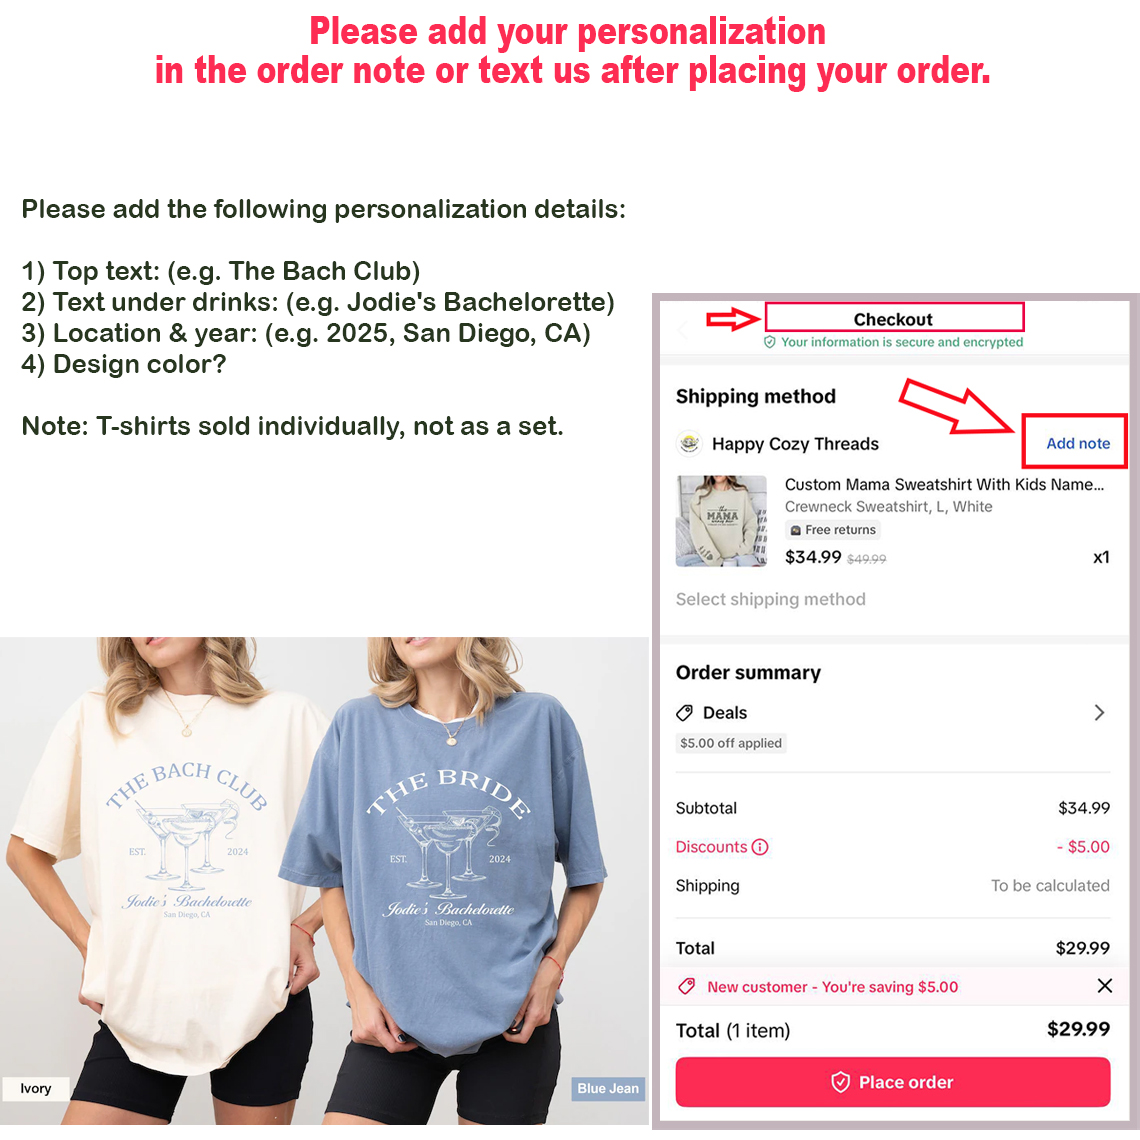 Please add your personalization
in the order note or text us after placing your order.
Please add the following personalization details:
1) Top text: (e.g. The Bach Club)
2) Text under drinks: (e.g. Jodie's Bachelorette)
3) Location & year: (e.g. 2025, San Diego, CA)
4) Design color?
Note: T-shirts sold individually, not as a set.
THE BACH CLUB
EST. 2024
Jodie's Bachelorette
San Diego, CA
Ivory
THE BRIDE
EST. 2024
Jodie's Bachelorette
San Diego, CA
Blue Jean
Checkout
Your information is secure and encrypted
Shipping method
Happy Cozy Threads
Add note
MAMA
Custom Mama Sweatshirt With Kids Name...
Crewneck Sweatshirt, L, White
Free returns
$34.99 $49.99 x1
Select shipping method
Order summary
Deals
$5.00 off applied
Subtotal $34.99
Discounts - $5.00
Shipping To be calculated
Total $29.99
New customer - You're saving $5.00
Total (1 item) $29.99
Place order